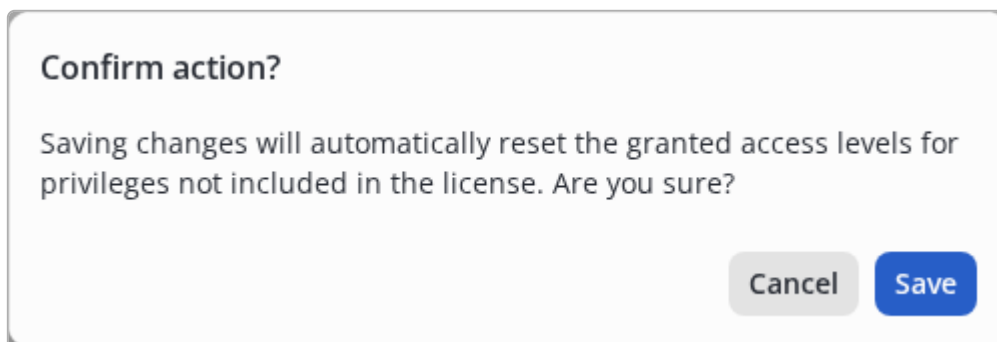 Confirm action?
Saving changes will automatically reset the granted access levels for
privileges not included in the license. Are you sure?
Cancel Save